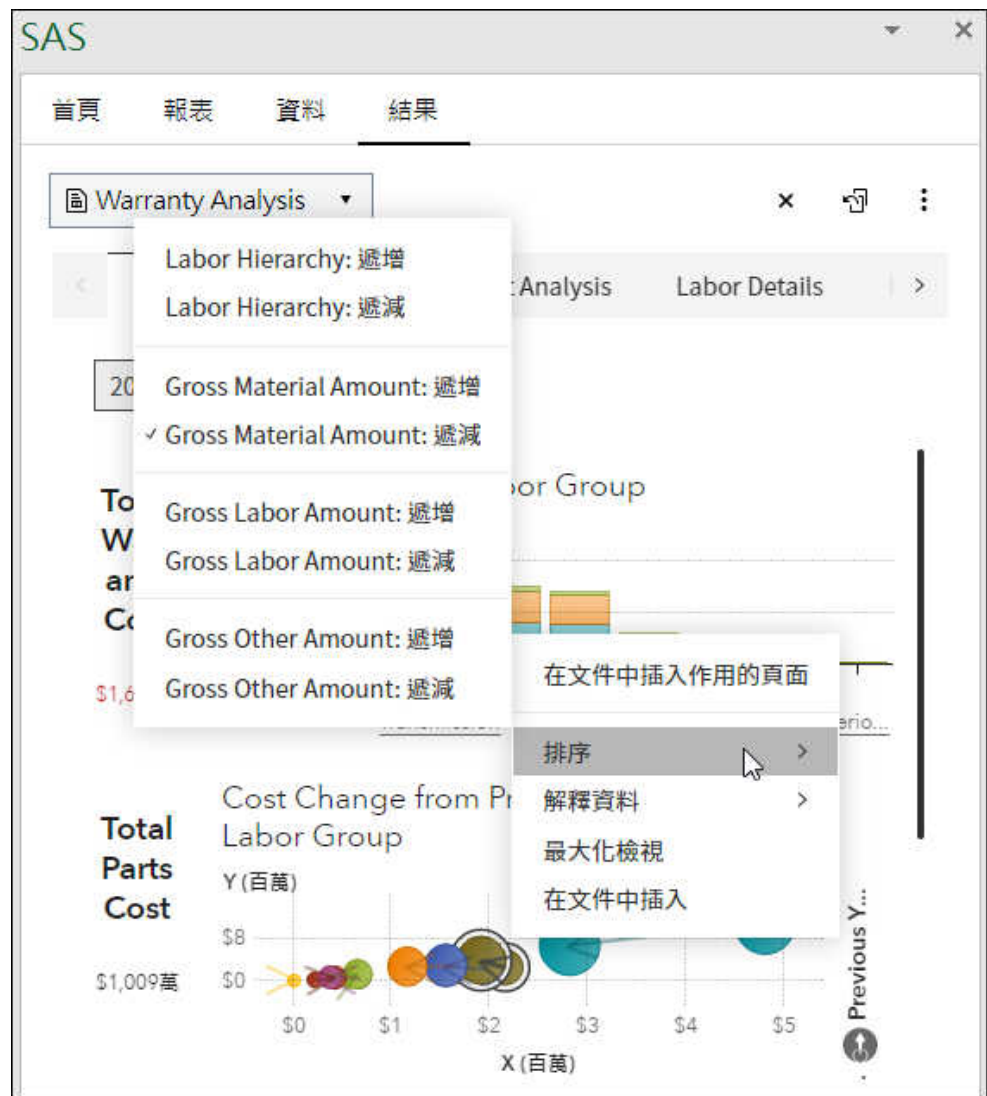 SAS
首頁
報表
資料
結果
Warranty Analysis
Labor Hierarchy: 遞增
Labor Hierarchy: 遞減
Gross Material Amount: 遞增
Gross Material Amount: 遞減
Gross Labor Amount: 遞增
Gross Labor Amount: 遞減
Gross Other Amount: 遞增
Gross Other Amount: 遞減
Analysis
Labor Details
20
or Group
$1,6
在文件中插入作用的頁面
排序
解釋資料
最大化檢視
在文件中插入
Cost Change from Pr
Labor Group
Total
Parts
Cost
$1,009萬
Y (百萬)
$8
$0
$0
$1
$2
$3
$4
$5
X (百萬)
Previous Y...